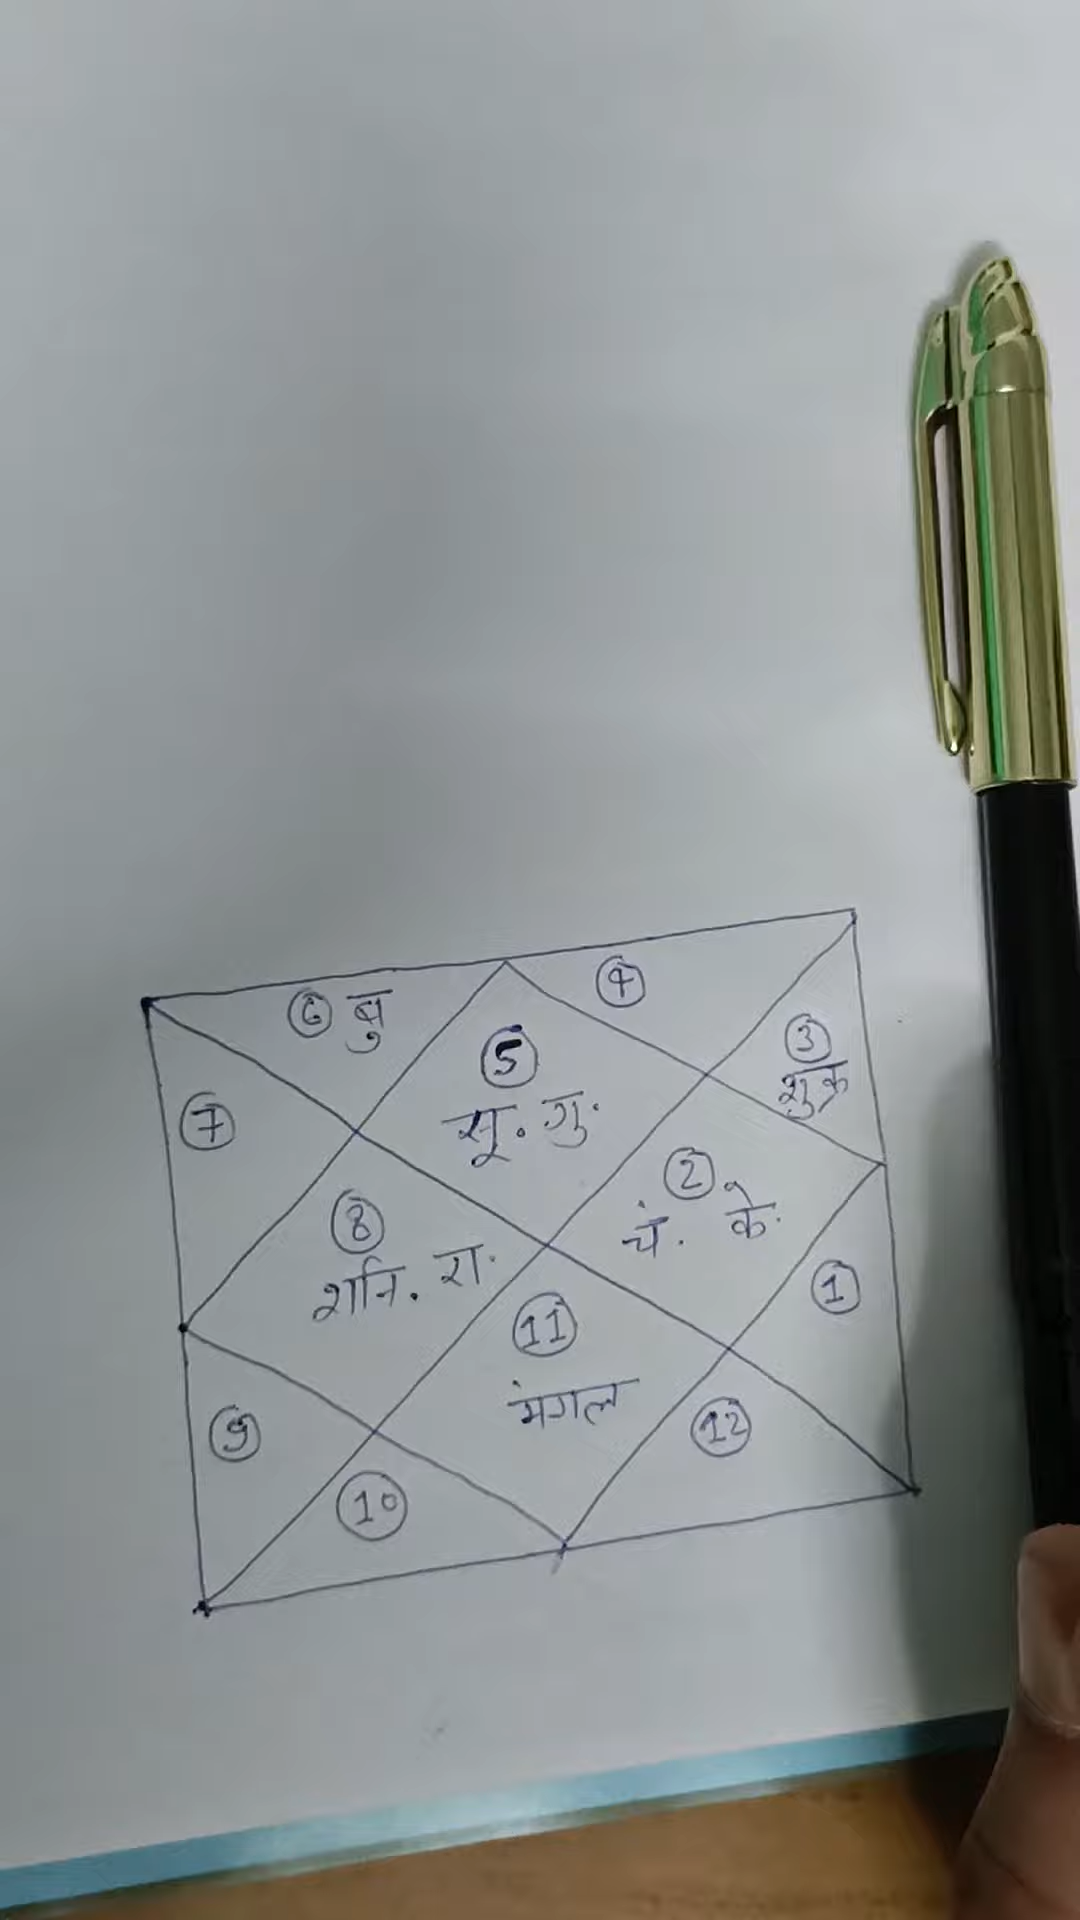 ⑥ बु
④
⑤
सू. गु.
③
शुक्र
⑦
②
चं. के.
⑧
शनि. रा.
①
⑪
मंगल
⑫
⑨
⑩